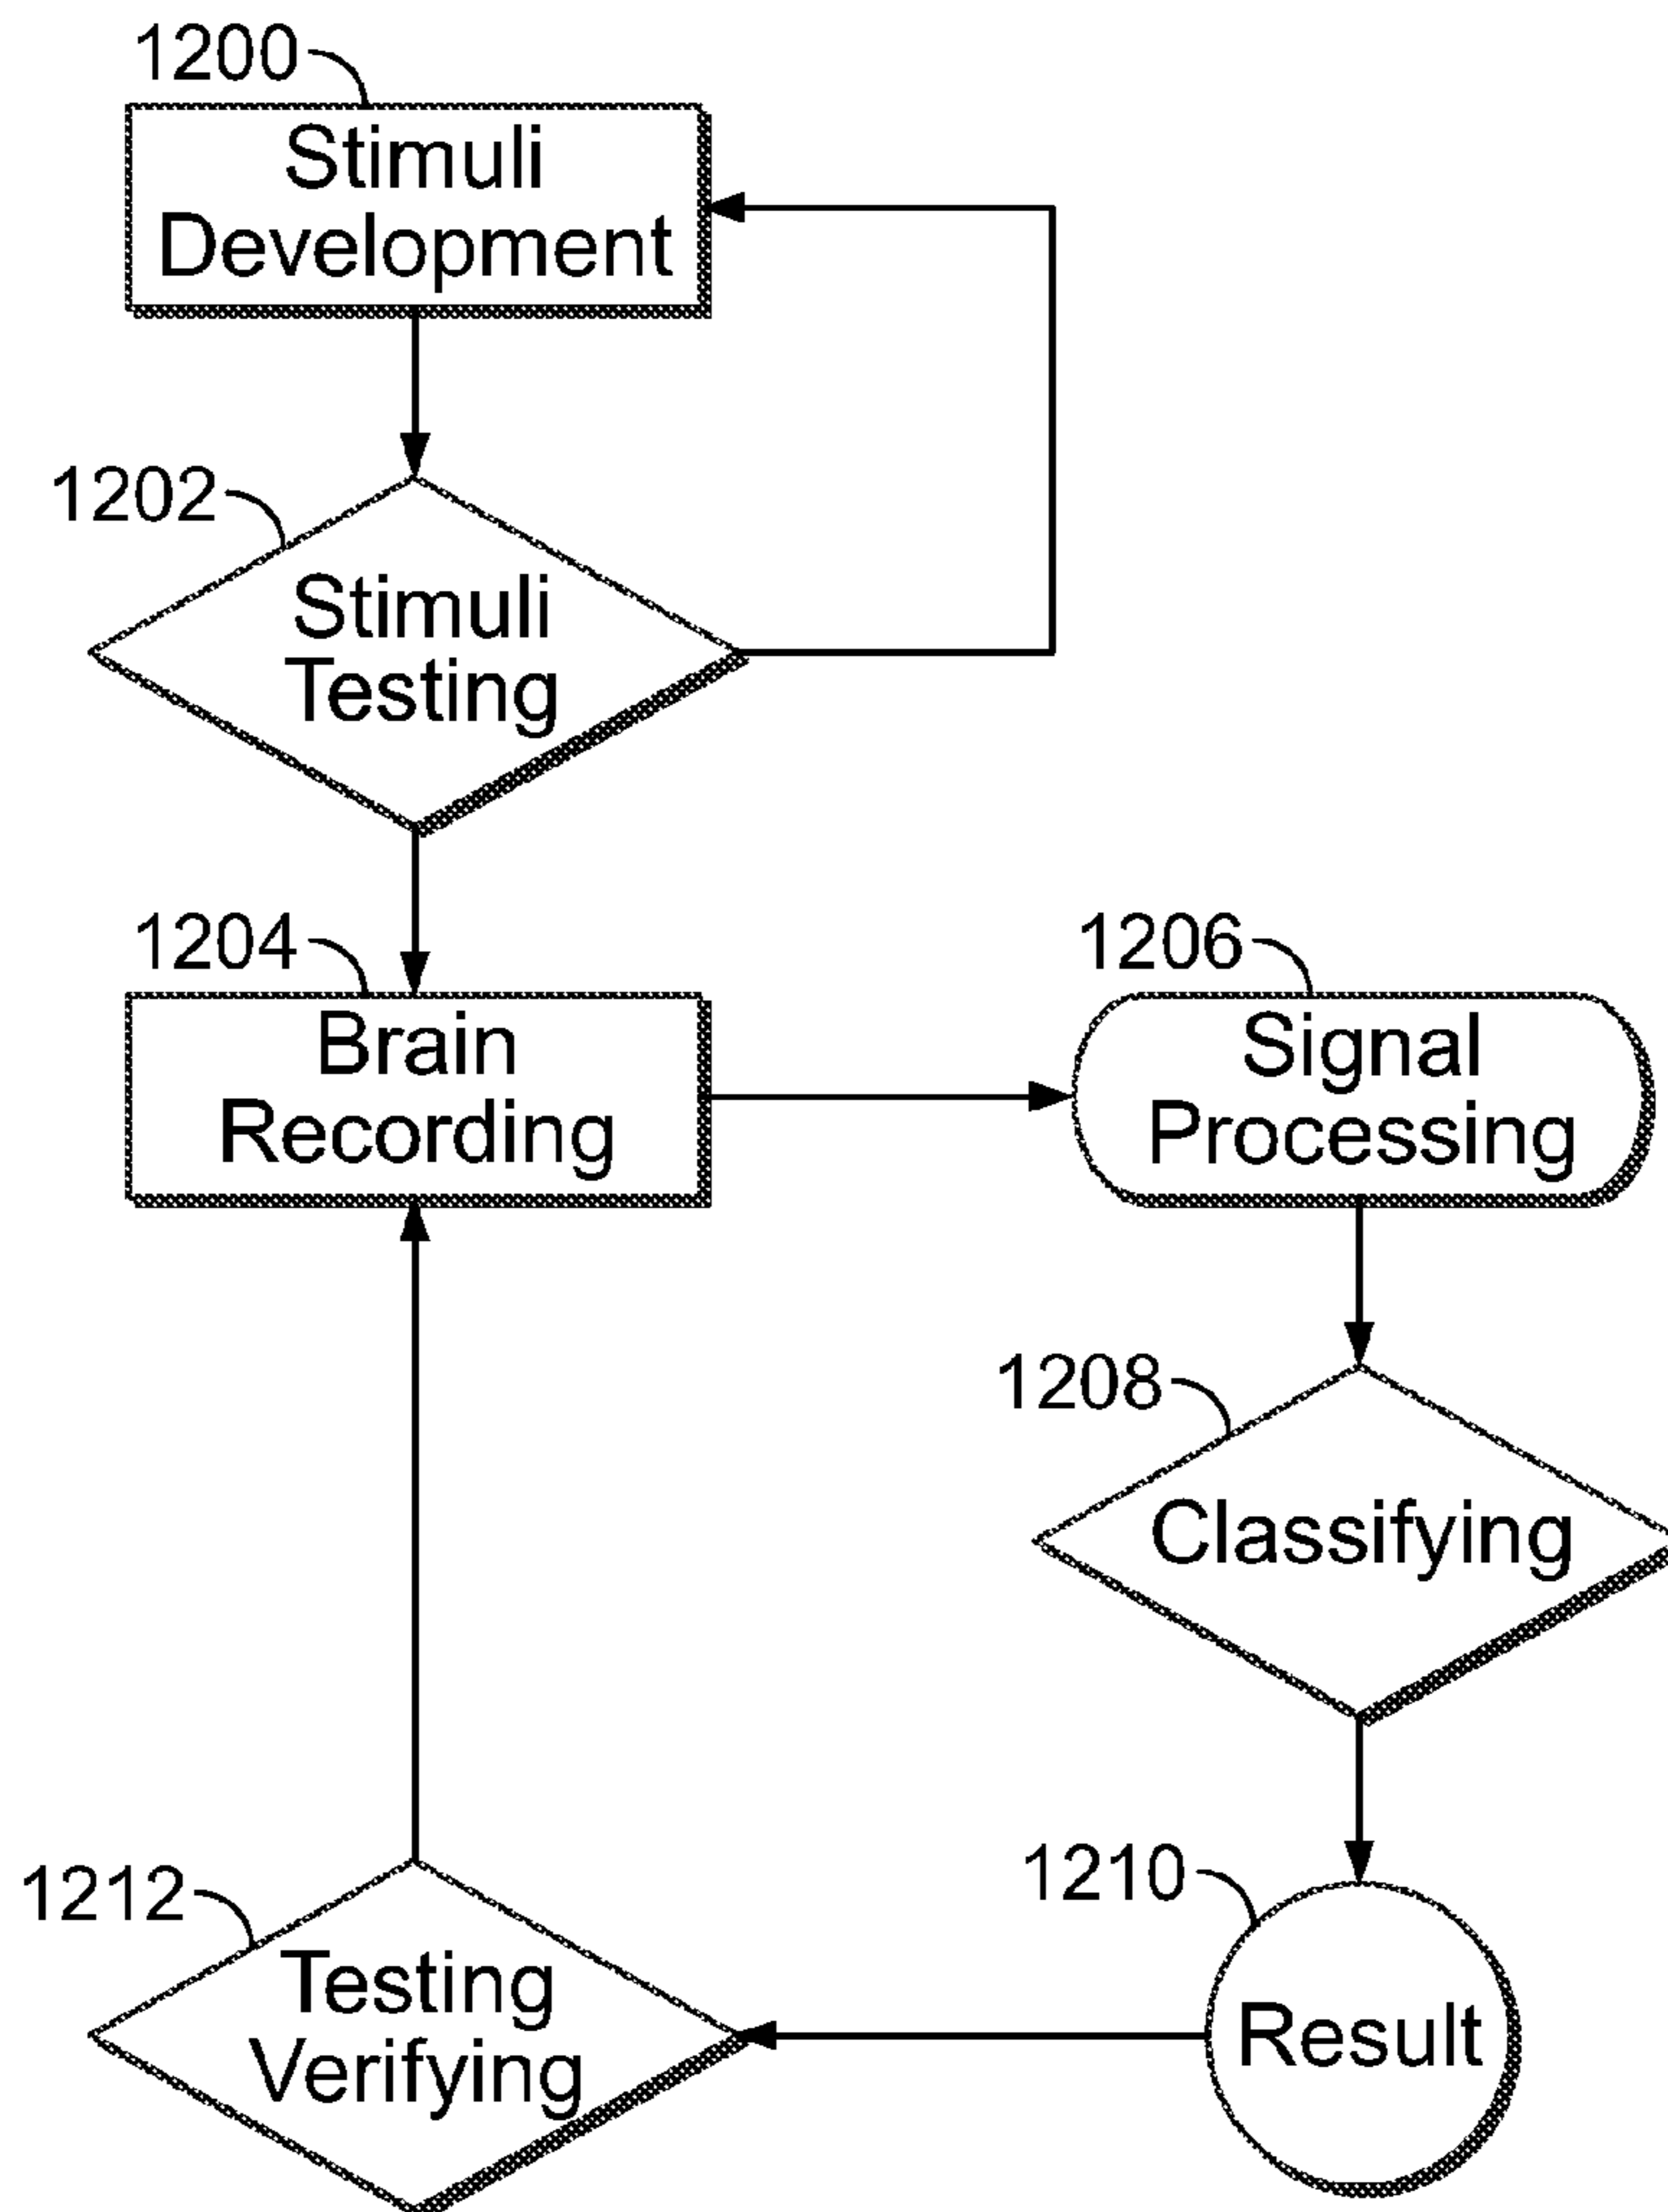 1200
Stimuli
Development
1202
Stimuli
Testing
1204
Brain
Recording
1206
Signal
Processing
1208
Classifying
1210
Result
1212
Testing
Verifying